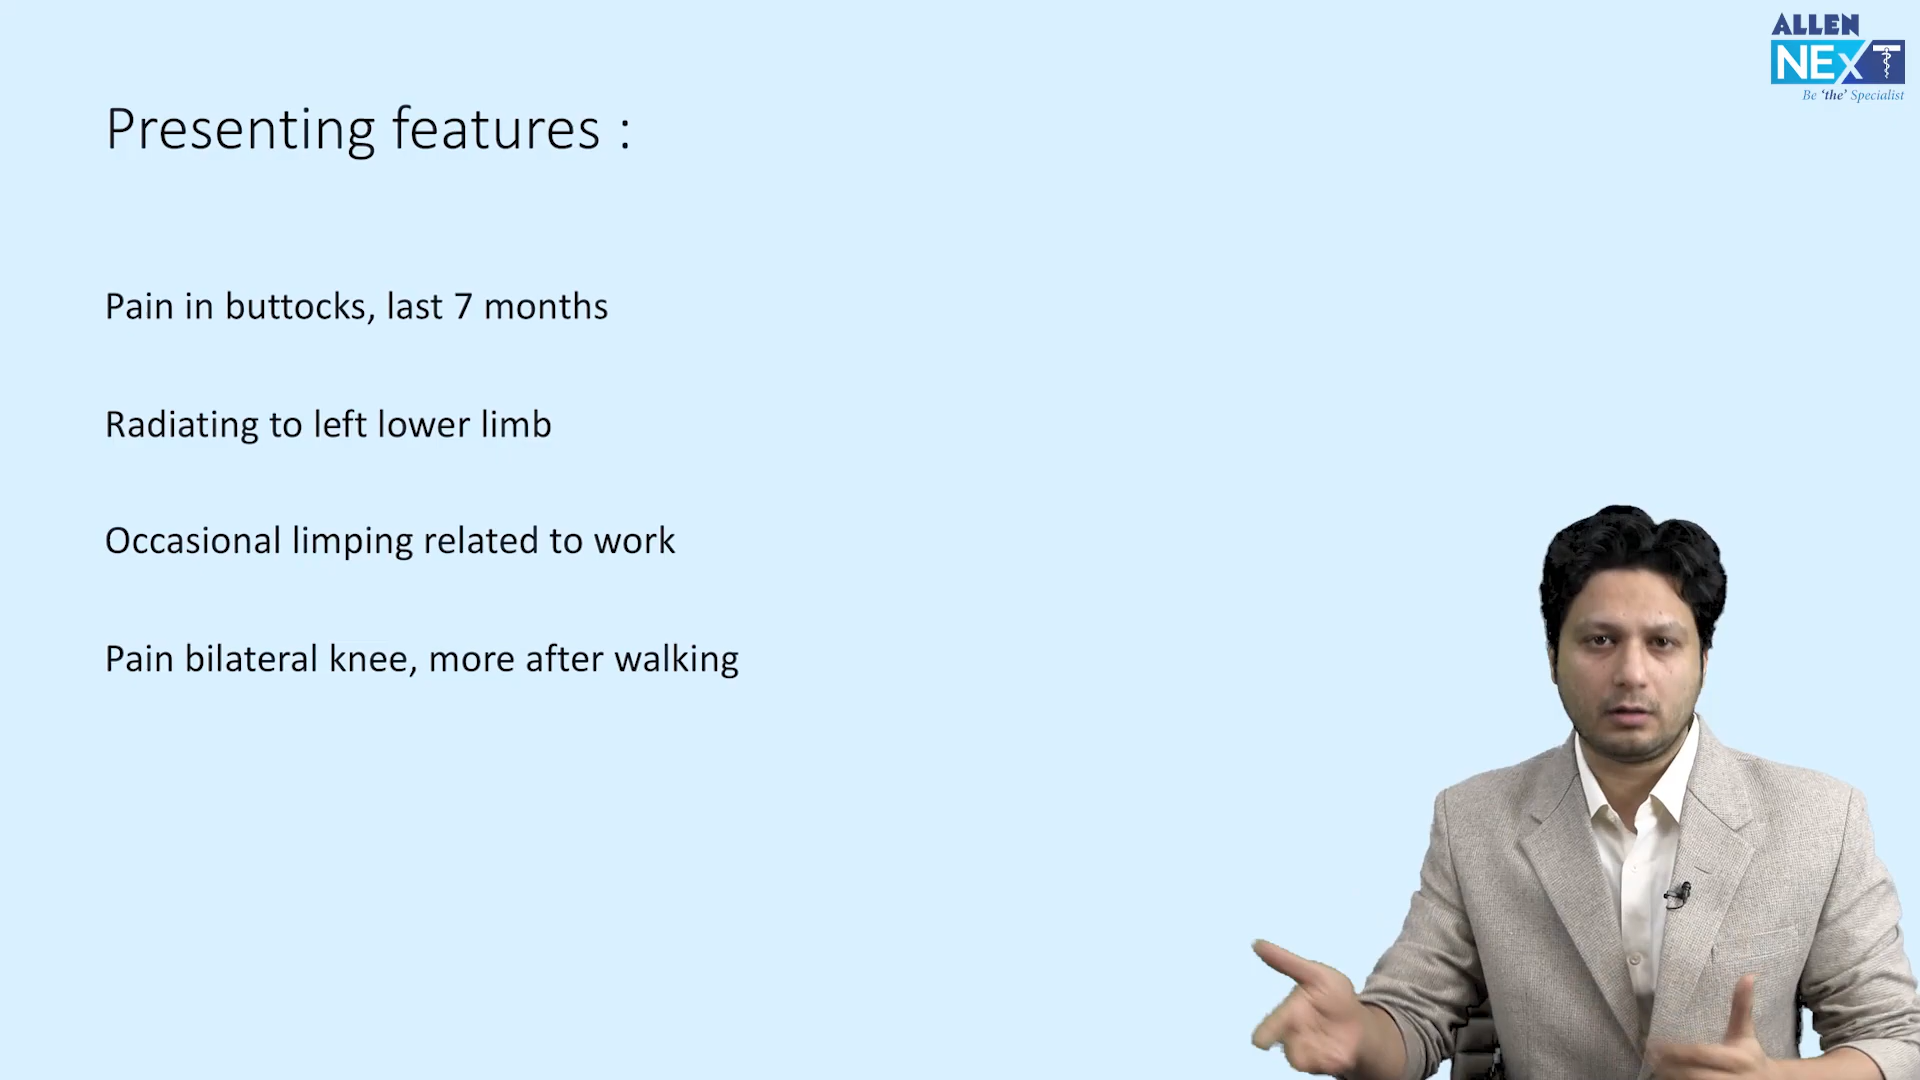 ALLEN
NEXT
Be 'the' Specialist
Presenting features :
Pain in buttocks, last 7 months
Radiating to left lower limb
Occasional limping related to work
Pain bilateral knee, more after walking